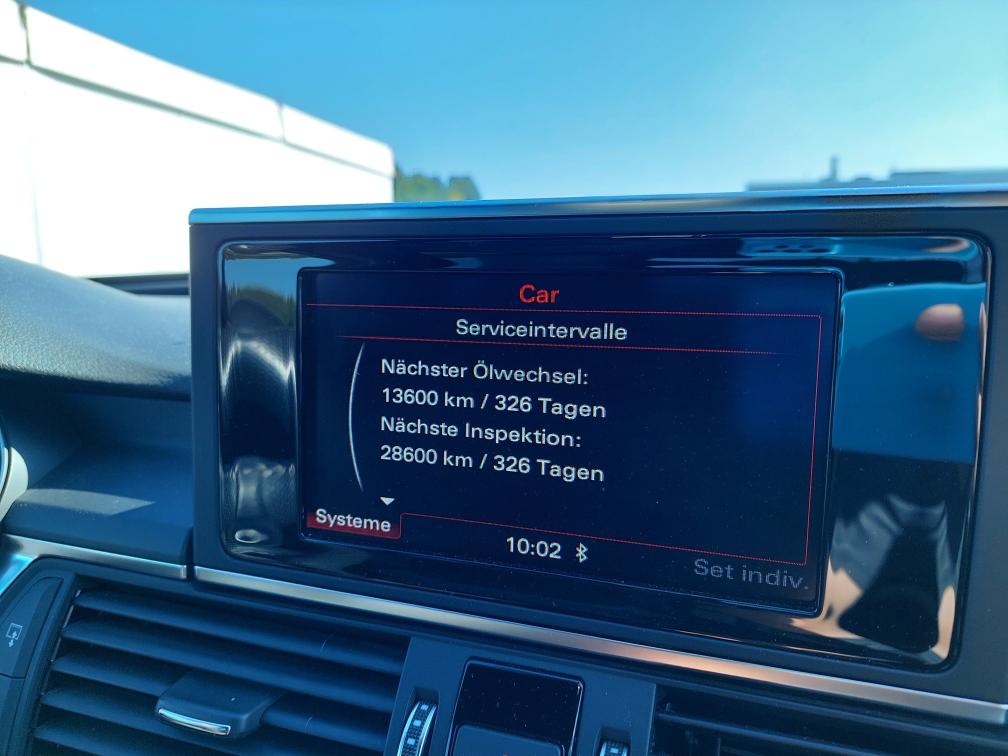 Car
Serviceintervalle
Nächster Ölwechsel:
13600 km / 326 Tagen
Nächste Inspektion:
28600 km / 326 Tagen
Systeme
10:02
Set indiv.